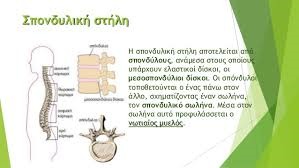 Σπονδυλική στήλη
Η σπονδυλική στήλη αποτελείται από
σπονδύλους, ανάμεσα στους οποίους
υπάρχουν ελαστικοί δίσκοι, οι
μεσοσπονδύλιοι δίσκοι. Οι σπόνδυλοι
τοποθετούνται ο ένας πάνω στον
άλλο, σχηματίζοντας έναν σωλήνα,
τον σπονδυλικό σωλήνα. Μέσα στον
σωλήνα αυτό προφυλάσσεται ο
νωτιαίος μυελός.